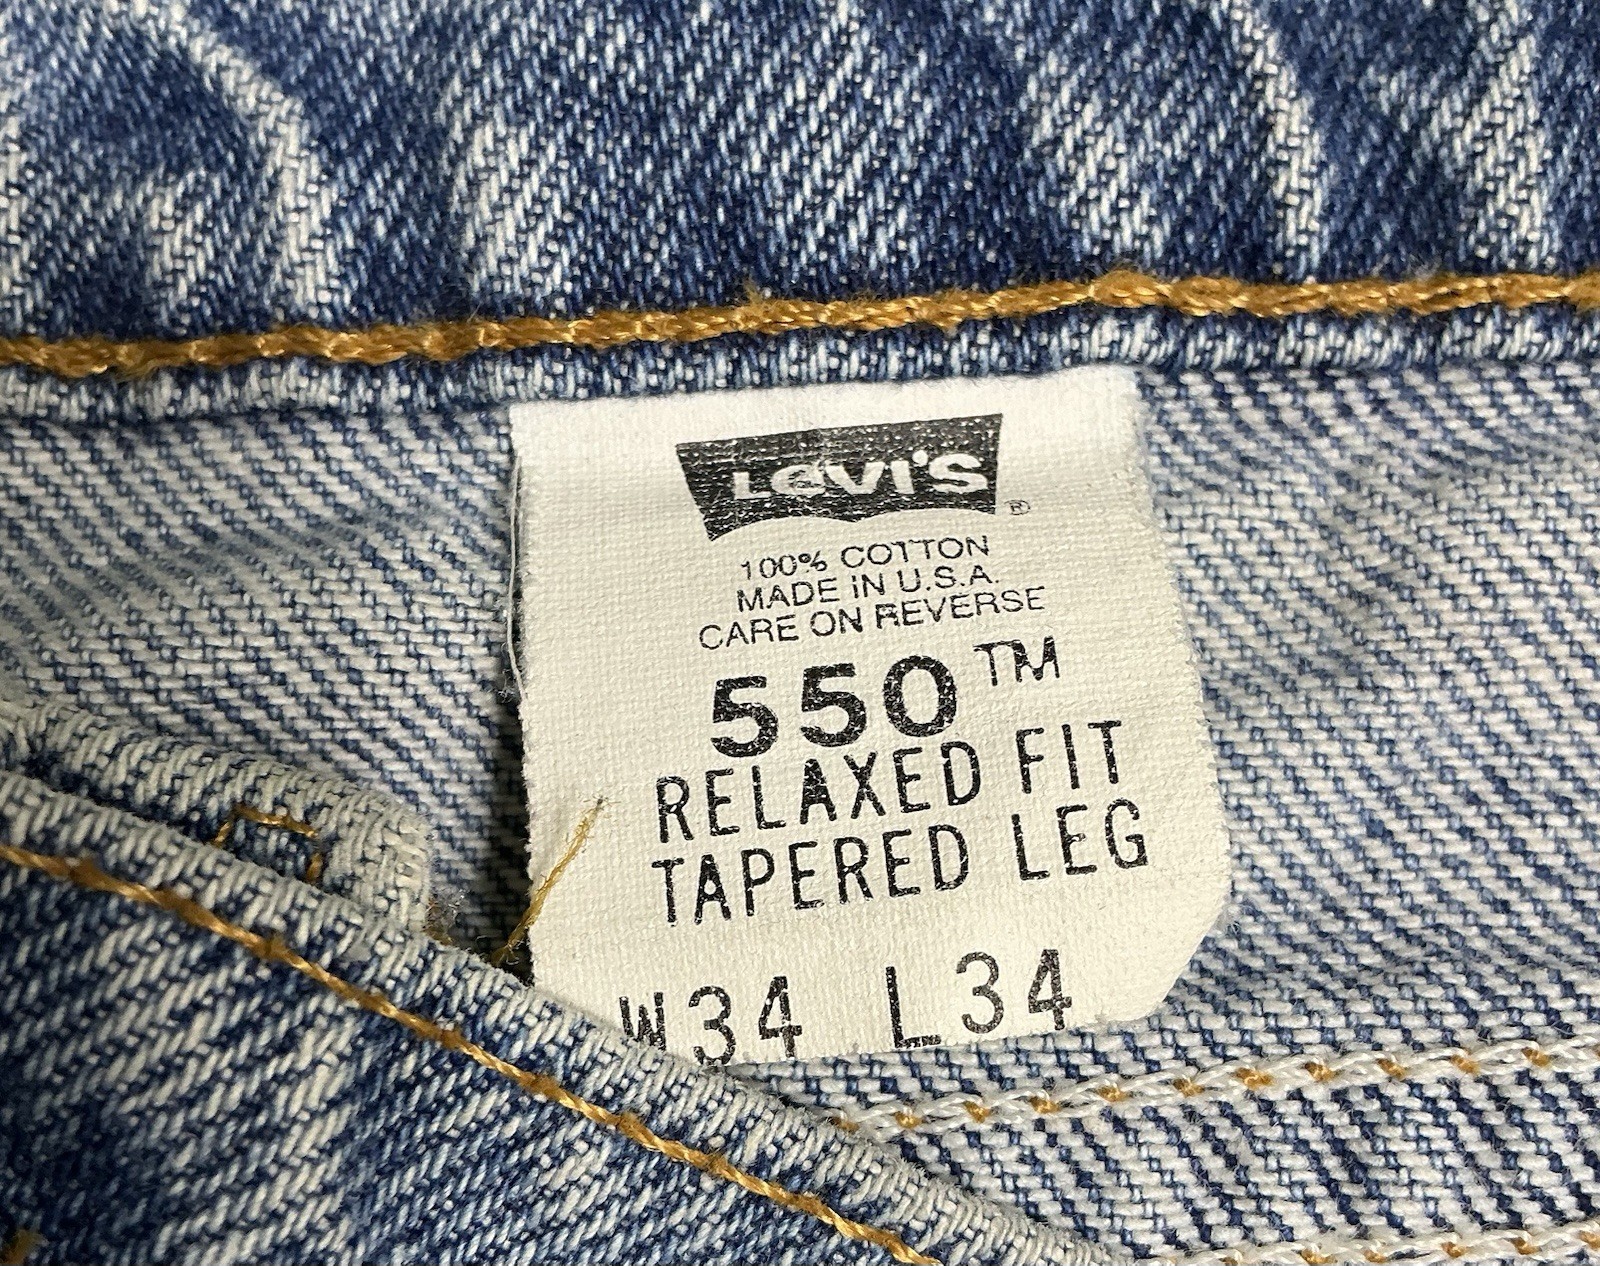 LEVI'S ®
100% COTTON
MADE IN U.S.A.
CARE ON REVERSE
550™
RELAXED FIT
TAPERED LEG
W34 L34